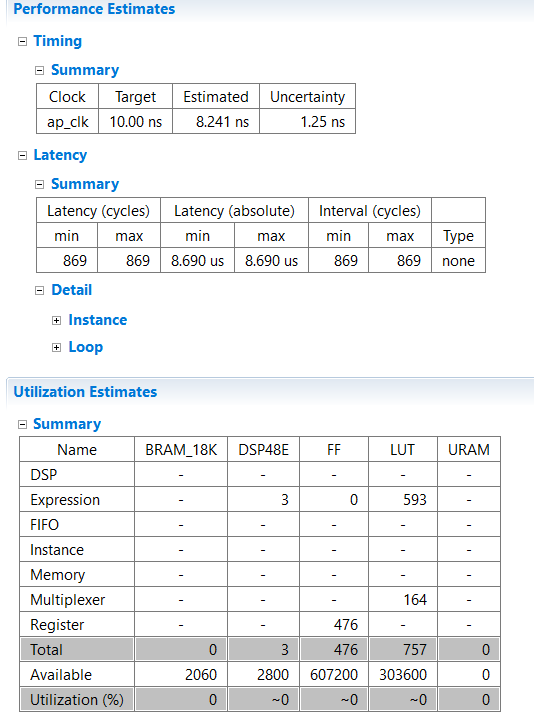 Performance Estimates
Timing
Summary
Clock Target Estimated Uncertainty
ap_clk 10.00 ns 8.241 ns 1.25 ns
Latency
Summary
Latency (cycles) Latency (absolute) Interval (cycles)
min max min max min max Type
869 869 8.690 us 8.690 us 869 869 none
Detail
Instance
Loop
Utilization Estimates
Summary
Name BRAM_18K DSP48E FF LUT URAM
DSP - - - - -
Expression - 3 0 593 -
FIFO - - - - -
Instance - - - - -
Memory - - - - -
Multiplexer - - - 164 -
Register - - 476 - -
Total 0 3 476 757 0
Available 2060 2800 607200 303600 0
Utilization (%) 0 ~0 ~0 ~0 0